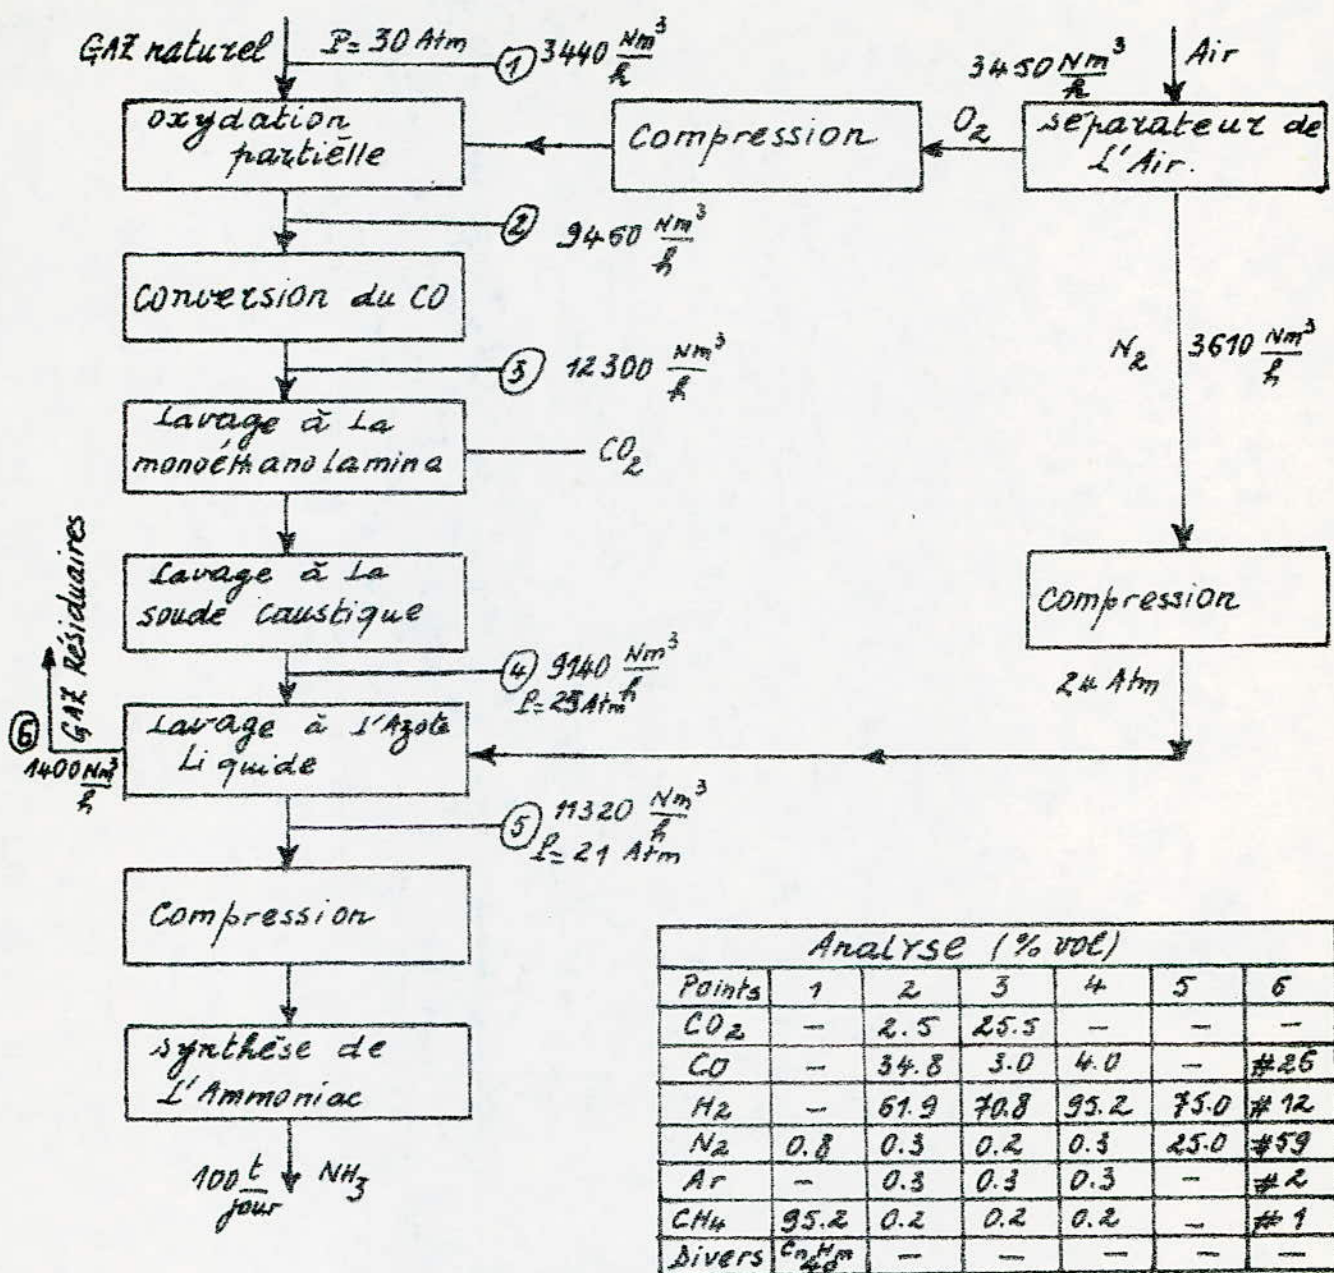 GAZ naturel
P= 30 Atm
① 3440 Nm³/h
oxydation
partièlle
Compression
O₂
3450 Nm³/h
Air
séparateur de
L'Air.
② 9460 Nm³/h
Conversion du CO
③ 12300 Nm³/h
N₂ 3610 Nm³/h
Lavage à La
monoéthanolamina
CO₂
Lavage à La
soude caustique
Compression
24 Atm
④ 9140 Nm³/h
GAZ Résiduaires
⑥
1400 Nm³/h
Lavage à L'Azote
Liquide
⑤ 11320 Nm³/h
P= 21 Atm
Compression
synthèse de
L'Ammoniac
100 t/jour NH₃
Analyse (% vol)
Points 1 2 3 4 5 6
CO₂ – 2.5 25.5 – – –
CO – 34.8 3.0 4.0 – #26
H₂ – 61.9 70.8 95.2 75.0 #12
N₂ 0.8 0.3 0.2 0.3 25.0 #59
Ar – 0.3 0.3 0.3 – #2
CH₄ 95.2 0.2 0.2 0.2 – #1
Divers CnHm – – – – –